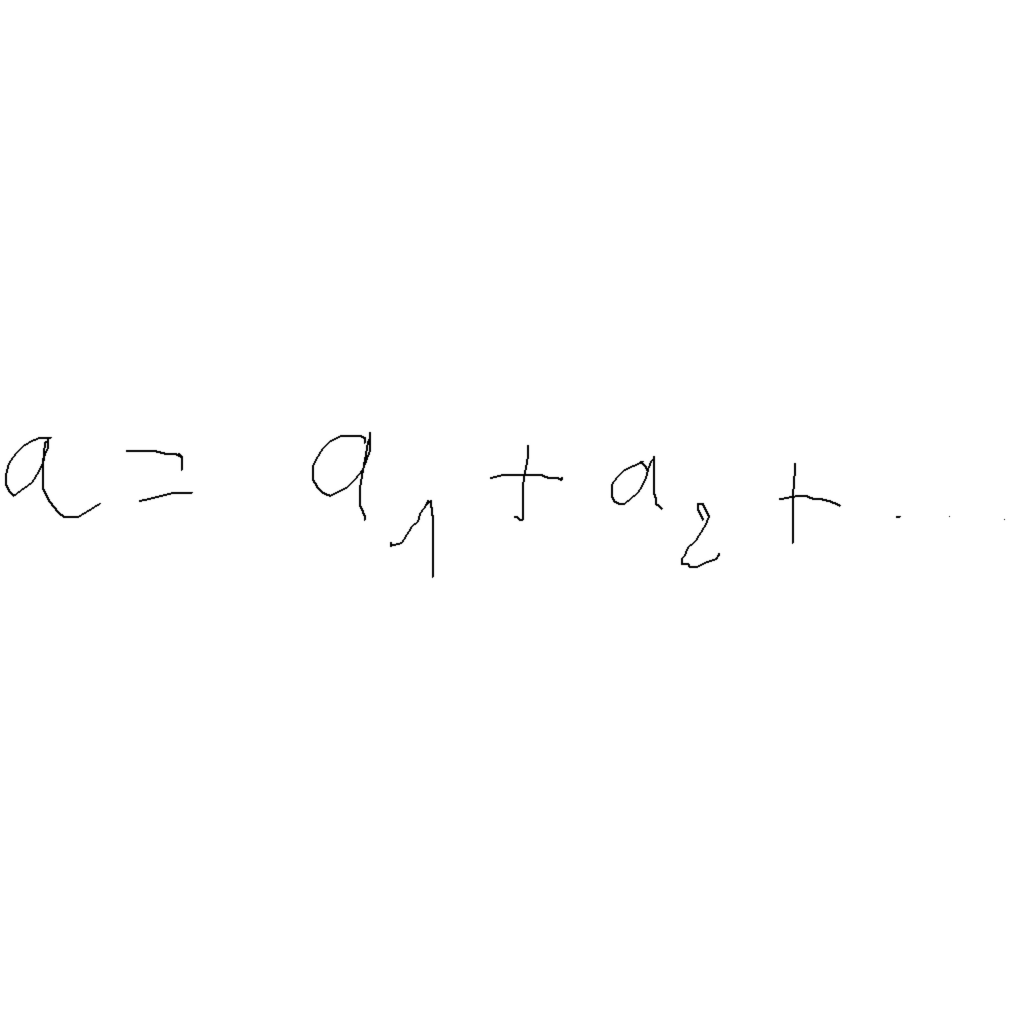 a = a₁ + a₂ + ...